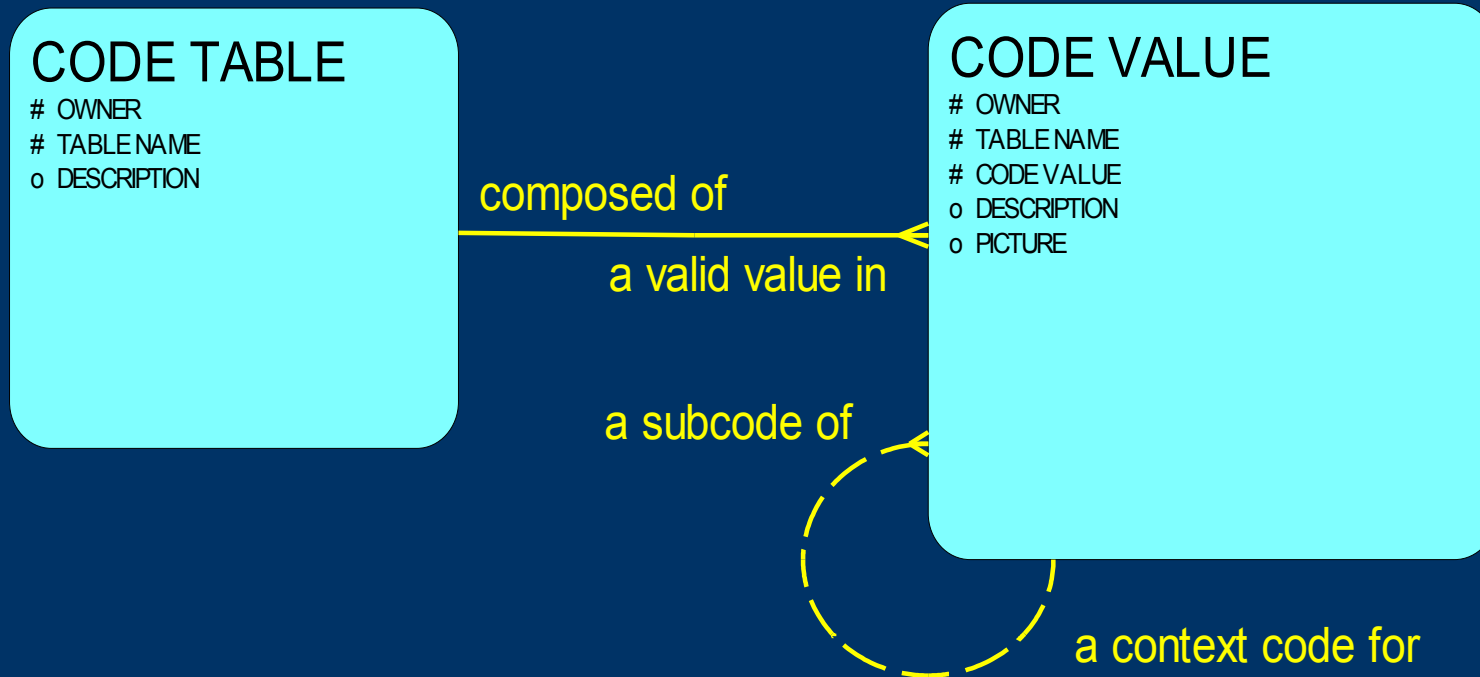 CODE TABLE
# OWNER
# TABLE NAME
o DESCRIPTION
composed of
a valid value in
CODE VALUE
# OWNER
# TABLE NAME
# CODE VALUE
o DESCRIPTION
o PICTURE
a subcode of
a context code for